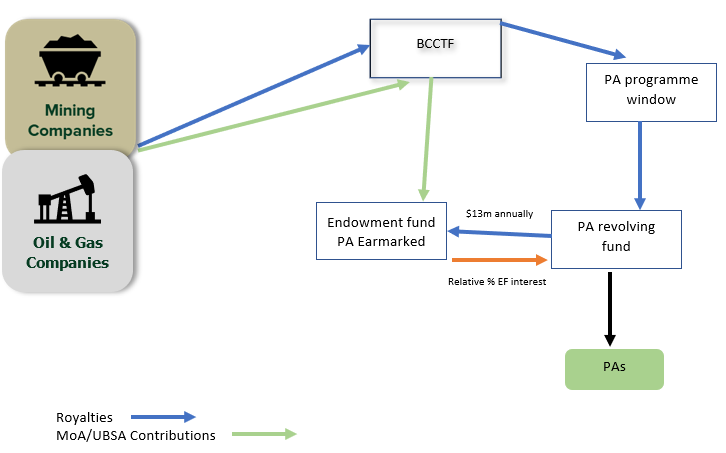 BCCTF
PA programme
window
Mining
Companies
Oil & Gas
Companies
Endowment fund
PA Earmarked
$13m annually
Relative % EF interest
PA revolving
fund
PAs
Royalties
MoA/UBSA Contributions